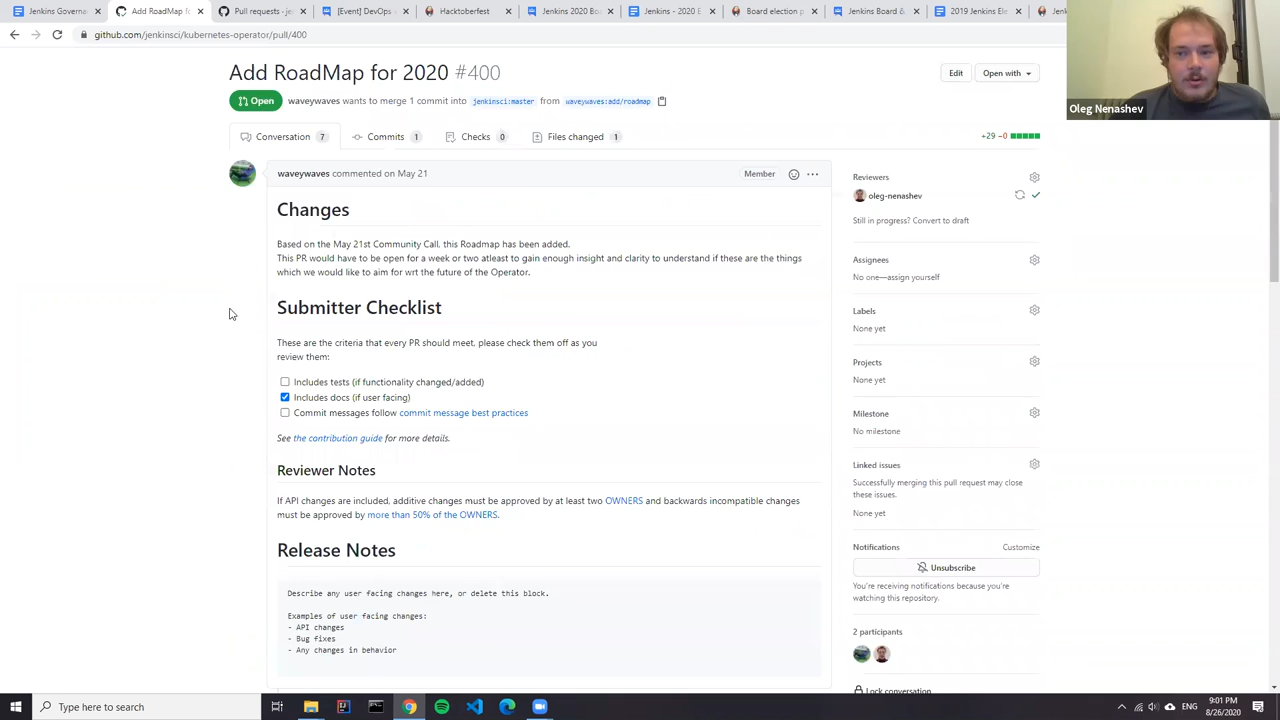 Jenkins Governa
Add RoadMap for
Pull requests · jen
[Event] DevOps
Hacktoberfest
Jenkins 2020 Boa
Jenkins - 2020 E
Board election p
Jenkins Board &
2019 Jenkins Ele
github.com/jenkinsci/kubernetes-operator/pull/400
Oleg Nenashev
Add RoadMap for 2020 #400
Edit
Open with
Open
waveywaves wants to merge 1 commit into jenkinsci:master from waveywaves:add/roadmap
Conversation 7
Commits 1
Checks 0
Files changed 1
+29 −0
waveywaves commented on May 21
Member
Changes
Based on the May 21st Community Call, this Roadmap has been added.
This PR would have to be open for a week or two atleast to gain enough insight and clarity to understand if these are the things
which we would like to aim for wrt the future of the Operator.
Submitter Checklist
These are the criteria that every PR should meet, please check them off as you
review them:
Includes tests (if functionality changed/added)
Includes docs (if user facing)
Commit messages follow commit message best practices
See the contribution guide for more details.
Reviewer Notes
If API changes are included, additive changes must be approved by at least two OWNERS and backwards incompatible changes
must be approved by more than 50% of the OWNERS.
Release Notes
Describe any user facing changes here, or delete this block.
Examples of user facing changes:
- API changes
- Bug fixes
- Any changes in behavior
Reviewers
oleg-nenashev
Still in progress? Convert to draft
Assignees
No one—assign yourself
Labels
None yet
Projects
None yet
Milestone
No milestone
Linked issues
Successfully merging this pull request may close
these issues.
None yet
Notifications
Customize
Unsubscribe
You're receiving notifications because you're
watching this repository.
2 participants
Lock conversation
Type here to search
ENG
9:01 PM
8/26/2020